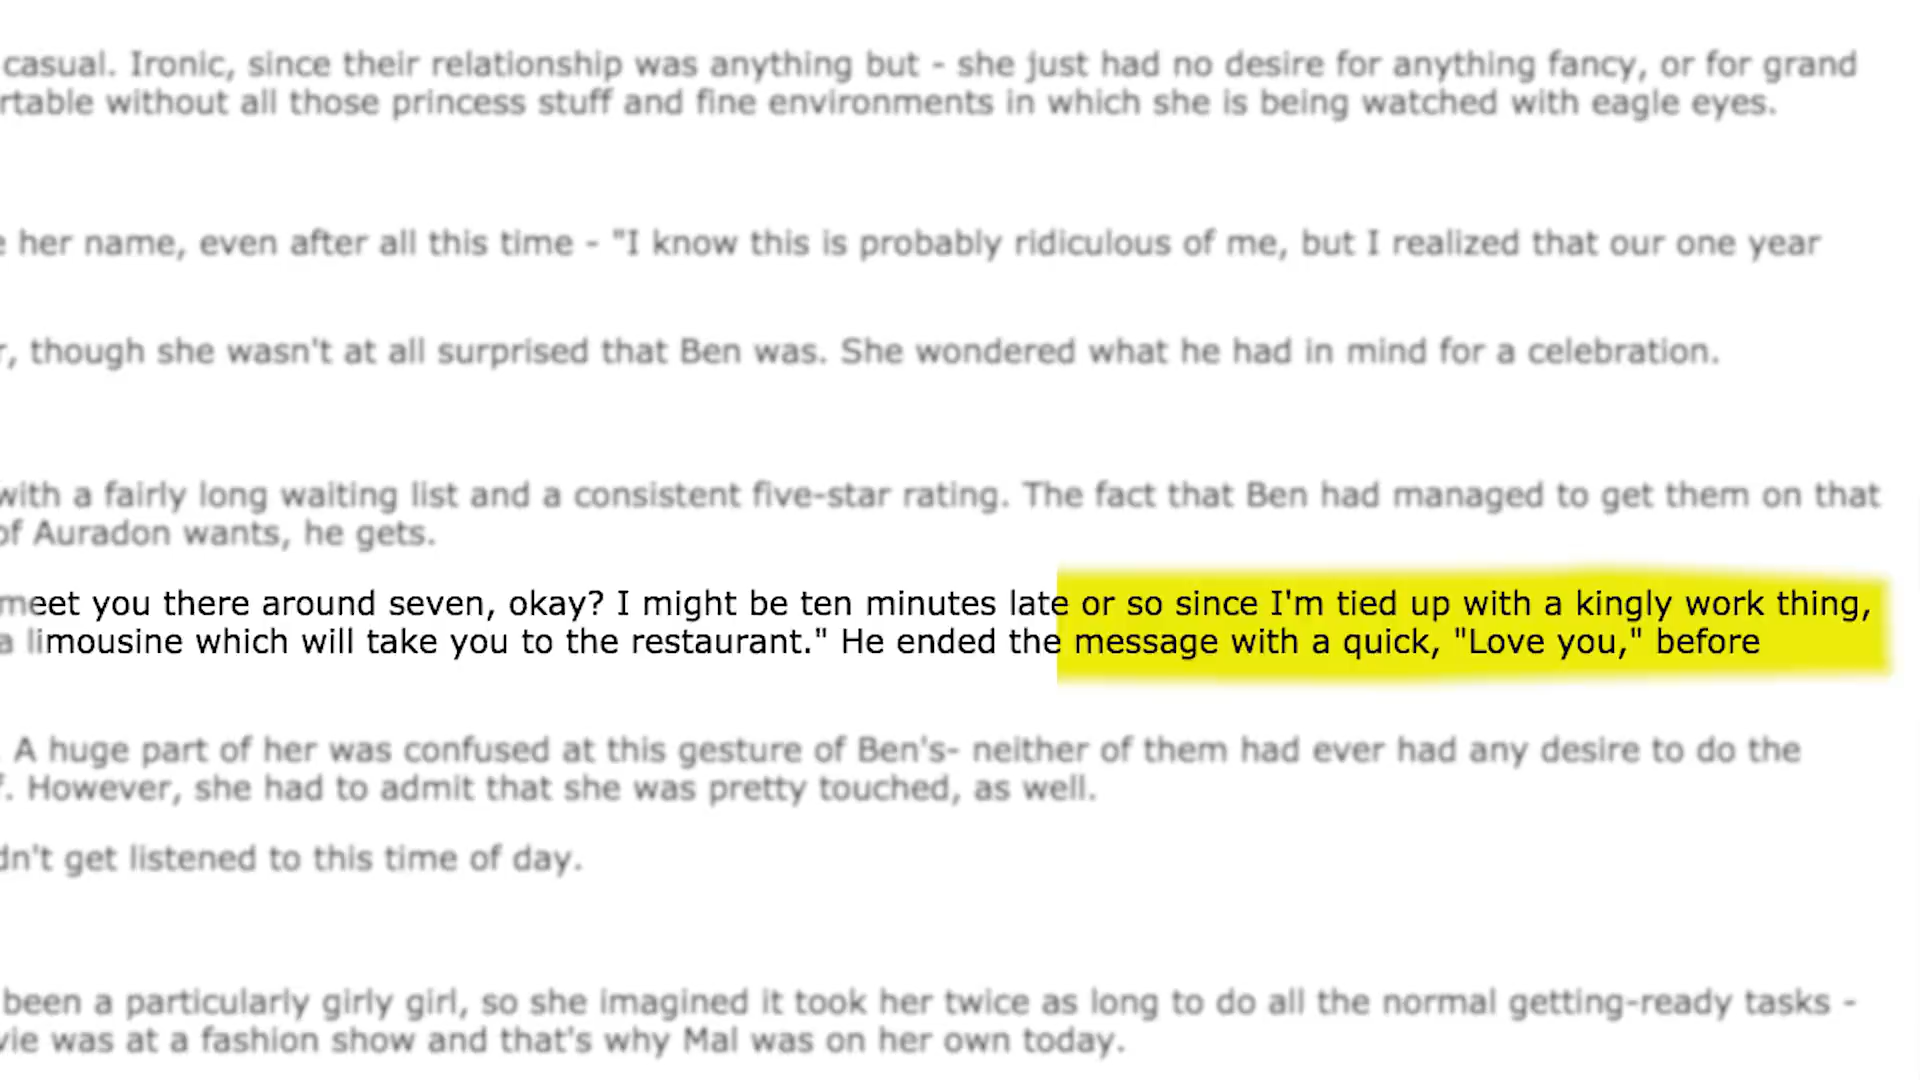 casual. Ironic, since their relationship was anything but - she just had no desire for anything fancy, or for grand
rtable without all those princess stuff and fine environments in which she is being watched with eagle eyes.
e her name, even after all this time - "I know this is probably ridiculous of me, but I realized that our one year
r, though she wasn't at all surprised that Ben was. She wondered what he had in mind for a celebration.
with a fairly long waiting list and a consistent five-star rating. The fact that Ben had managed to get them on that
of Auradon wants, he gets.
meet you there around seven, okay? I might be ten minutes late or so since I'm tied up with a kingly work thing,
a limousine which will take you to the restaurant." He ended the message with a quick, "Love you," before
. A huge part of her was confused at this gesture of Ben's- neither of them had ever had any desire to do the
f. However, she had to admit that she was pretty touched, as well.
dn't get listened to this time of day.
been a particularly girly girl, so she imagined it took her twice as long to do all the normal getting-ready tasks -
vie was at a fashion show and that's why Mal was on her own today.